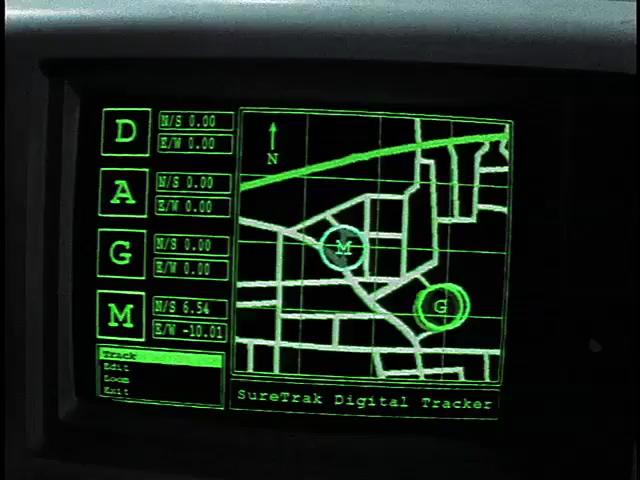 D
N/S 0.00
E/W 0.00
A
N/S 0.00
E/W 0.00
G
N/S 0.00
E/W 0.00
M
N/S 6.54
E/W -10.01
Track
Edit
Zoom
Exit
N
M
G
SureTrak Digital Tracker